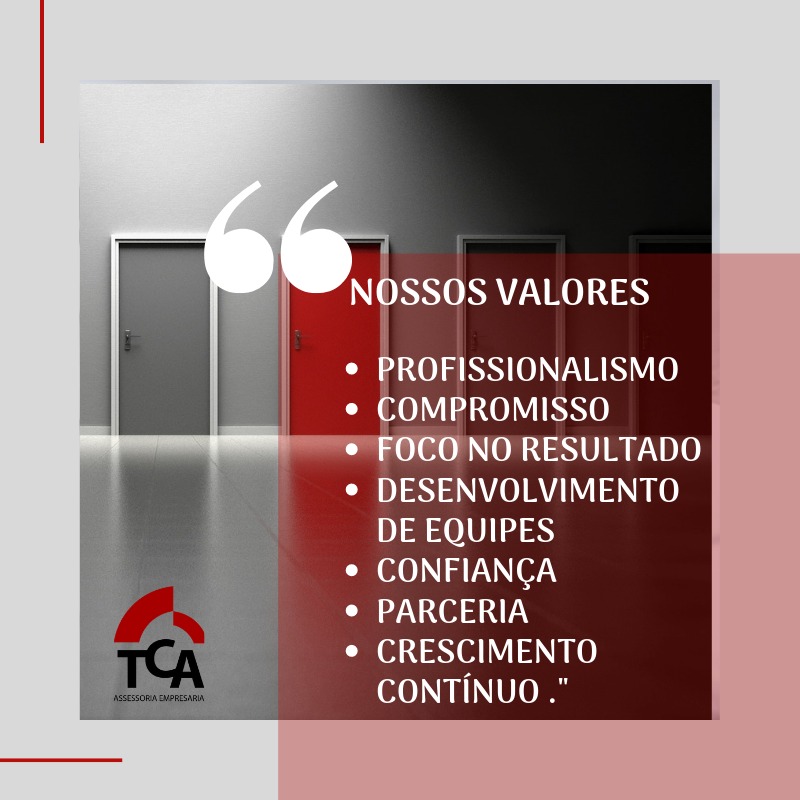 “
NOSSOS VALORES
• PROFISSIONALISMO
• COMPROMISSO
• FOCO NO RESULTADO
• DESENVOLVIMENTO
DE EQUIPES
• CONFIANÇA
• PARCERIA
• CRESCIMENTO
CONTÍNUO ."
TCA
ASSESSORIA EMPRESARIA